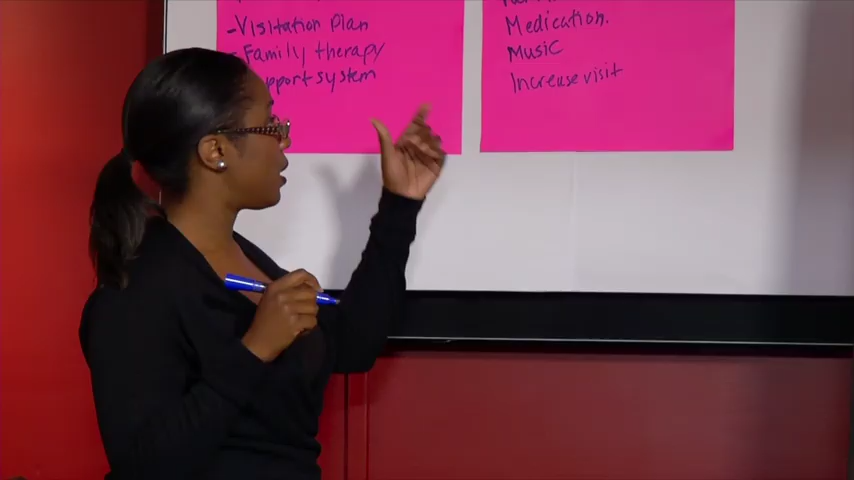 -Visitation Plan
-Family therapy
pport system
Medication.
Music
Increase visit